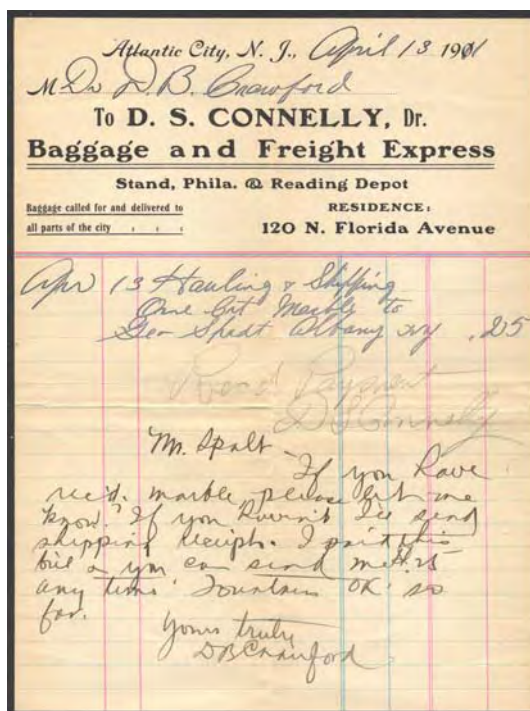 Atlantic City, N. J., April 13 1901
M Dr D. B. Crawford
To D. S. CONNELLY, Dr.
Baggage and Freight Express
Stand, Phila. & Reading Depot
Baggage called for and delivered to
all parts of the city
RESIDENCE:
120 N. Florida Avenue
Apr 13 Hauling & Shipping
One Crt Marble to
Geo Spalt Albany NY .25
Recd Payment
D S Connelly
Mr. Spalt -
If you have
rec'd. marble please let me
know? If you haven't I'll send
shipping receipt. I paid this
bill & you can send me .25
any time. Fountain OK so
far.
Yours truly
D B Crawford